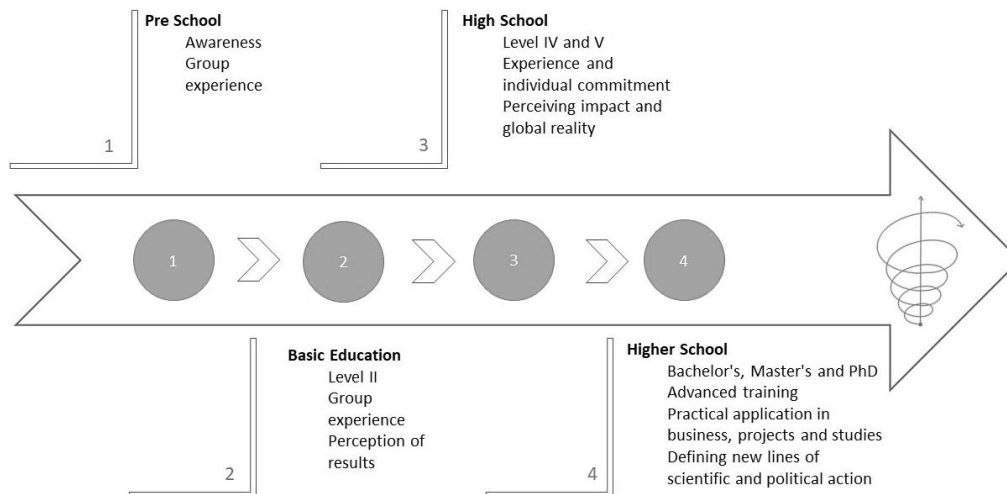 Pre School
Awareness
Group
experience
1
High School
Level IV and V
Experience and
individual commitment
Perceiving impact and
global reality
3
1
2
3
4
Basic Education
Level II
Group
experience
Perception of
results
2
Higher School
Bachelor's, Master's and PhD
Advanced training
Practical application in
business, projects and studies
Defining new lines of
scientific and political action
4